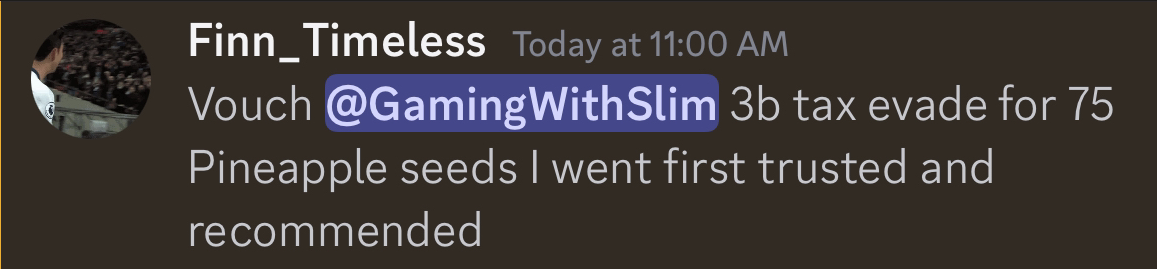 Finn_Timeless Today at 11:00 AM
Vouch @GamingWithSlim 3b tax evade for 75
Pineapple seeds I went first trusted and
recommended